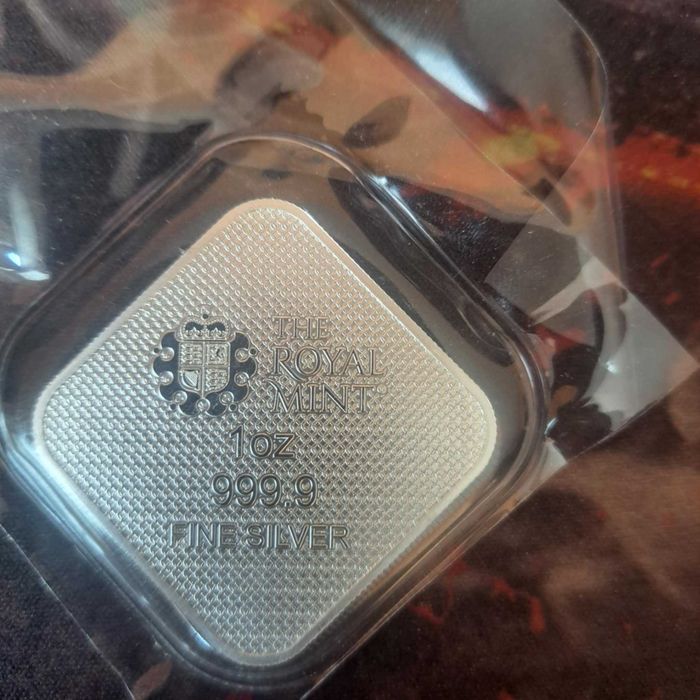 THE
ROYAL
MINT
1oz
999.9
FINE SILVER